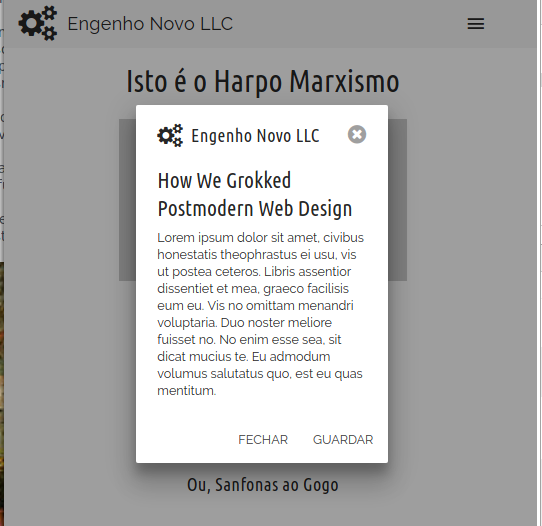 Engenho Novo LLC
Isto é o Harpo Marxismo
Engenho Novo LLC
How We Grokked
Postmodern Web Design
Lorem ipsum dolor sit amet, civibus
honestatis theophrastus ei usu, vis
ut postea ceteros. Libris assentior
dissentiet et mea, graeco facilisis
eum eu. Vis no omittam menandri
voluptaria. Duo noster meliore
fuisset no. No enim esse sea, sit
dicat mucius te. Eu admodum
volumus salutatus quo, est eu quas
mentitum.
FECHAR GUARDAR
Ou, Sanfonas ao Gogo